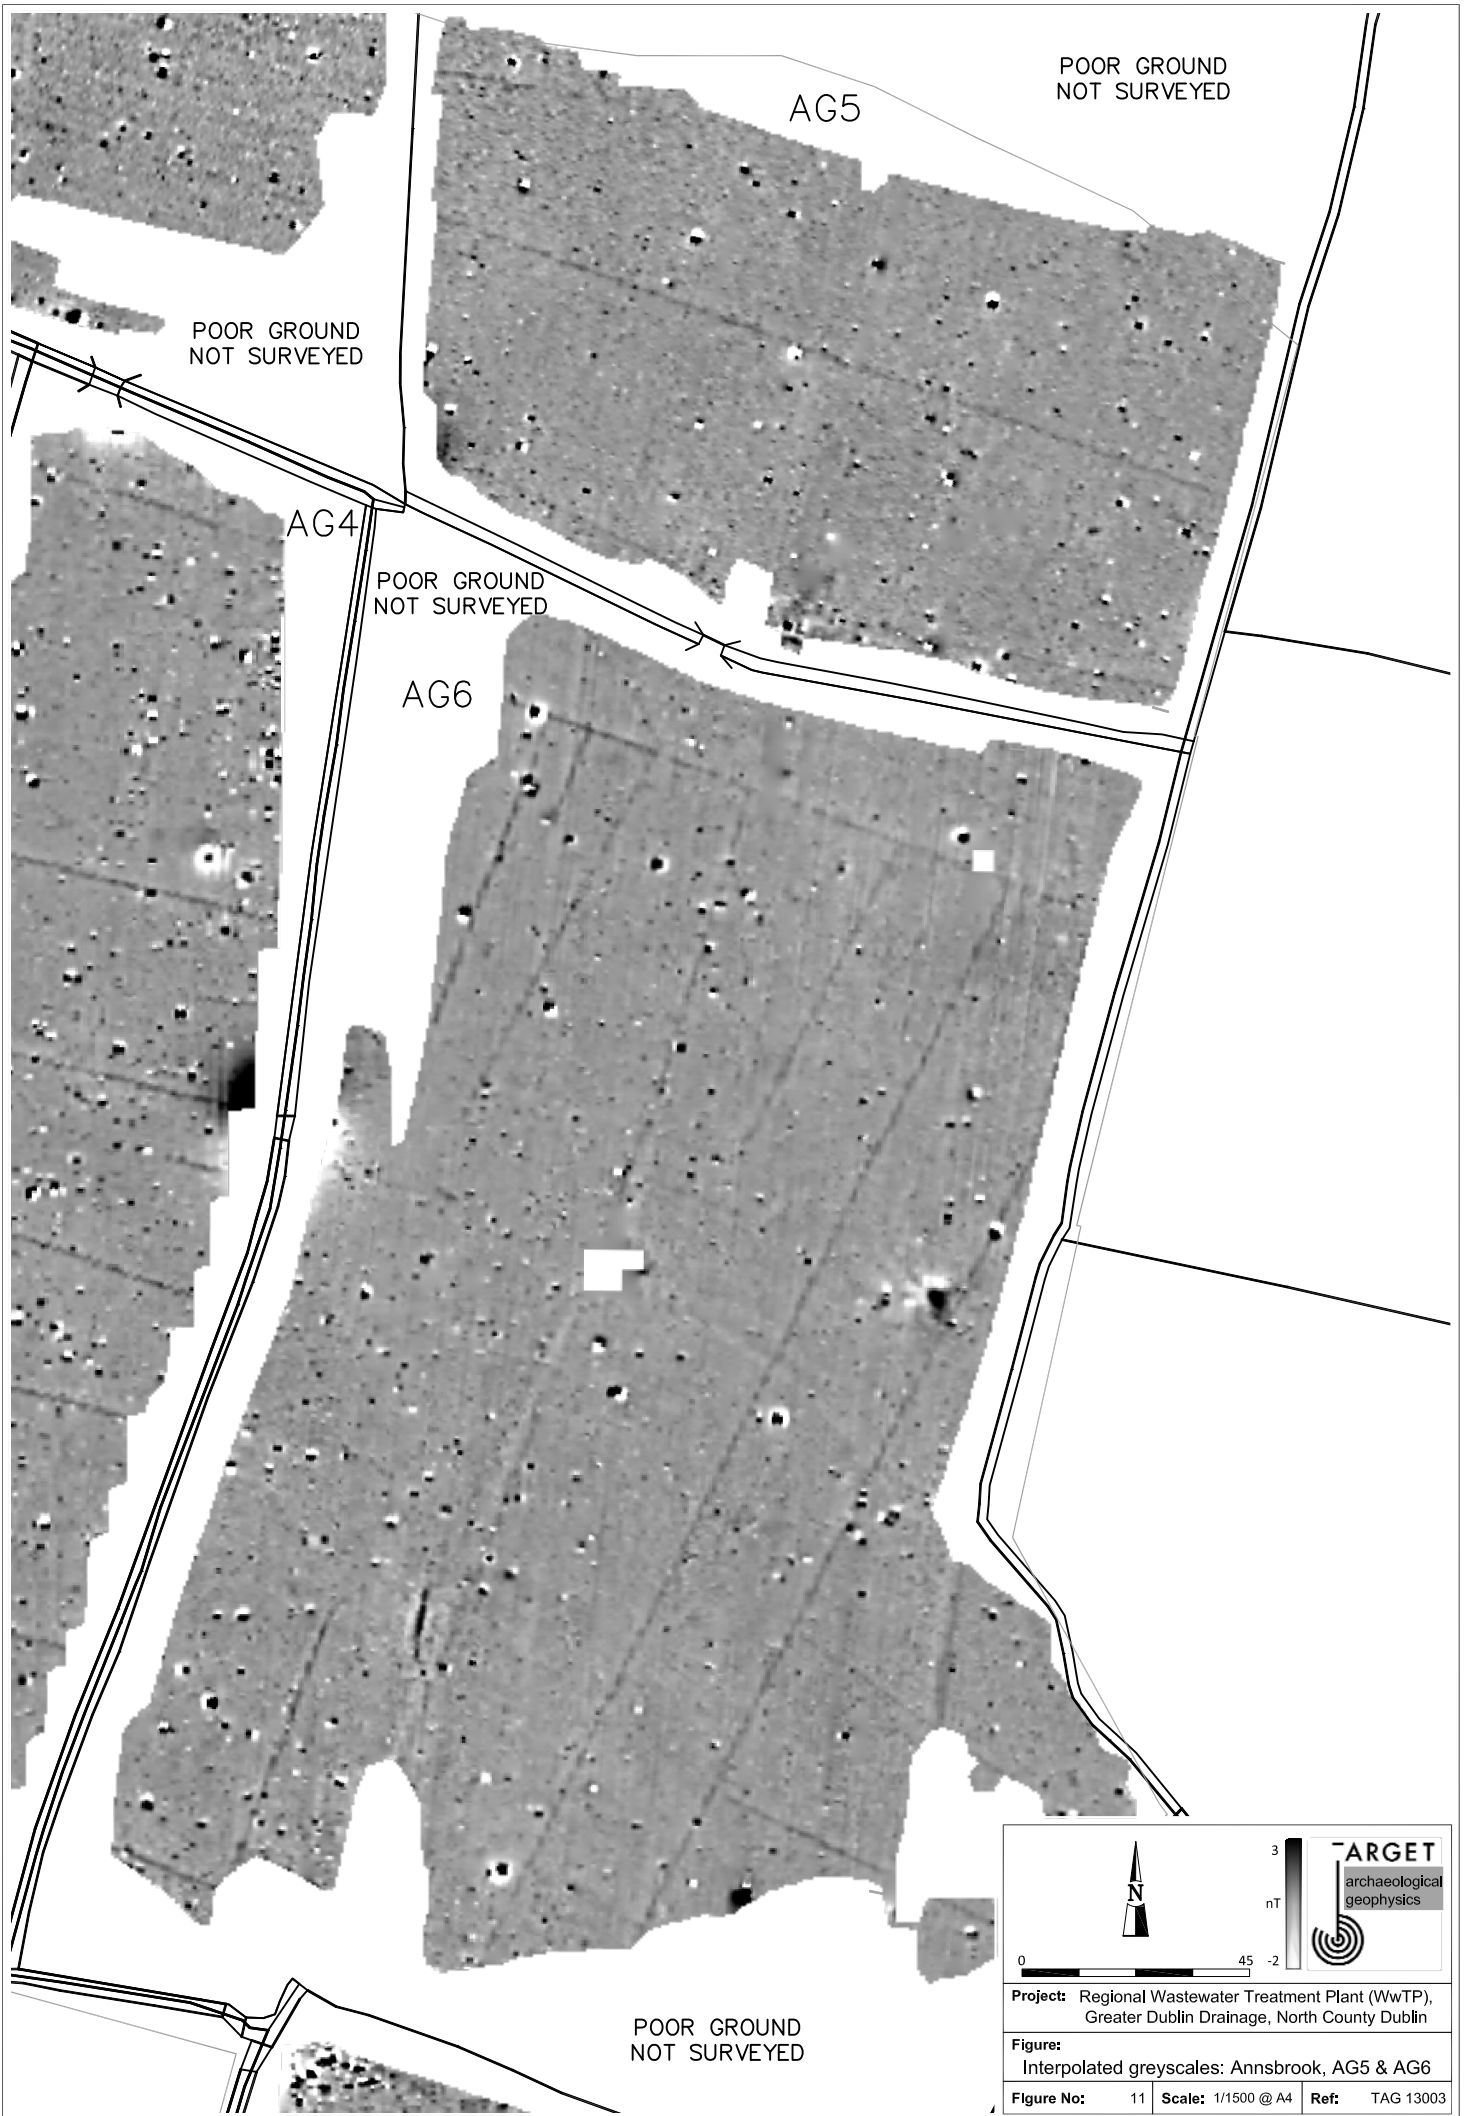 POOR GROUND
NOT SURVEYED
AG5
POOR GROUND
NOT SURVEYED
AG4
POOR GROUND
NOT SURVEYED
AG6
POOR GROUND
NOT SURVEYED
N
0 45
3
nT
-2
TARGET
archaeological
geophysics
Project: Regional Wastewater Treatment Plant (WwTP),
Greater Dublin Drainage, North County Dublin
Figure:
Interpolated greyscales: Annsbrook, AG5 & AG6
Figure No: 11 Scale: 1/1500 @ A4 Ref: TAG 13003